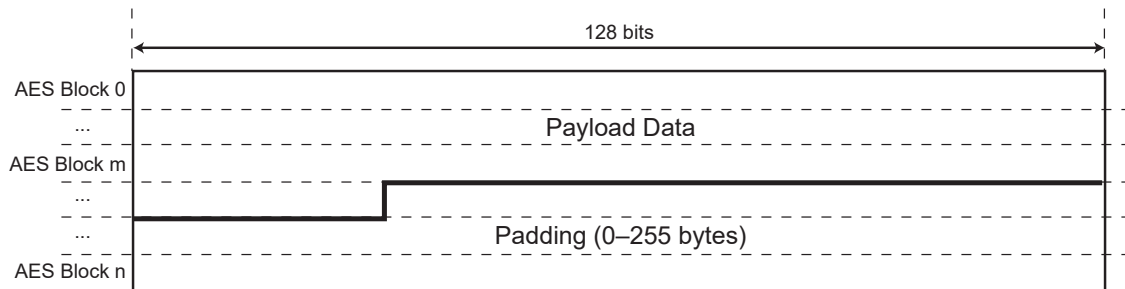 128 bits
AES Block 0
...
Payload Data
AES Block m
...
...
Padding (0–255 bytes)
AES Block n